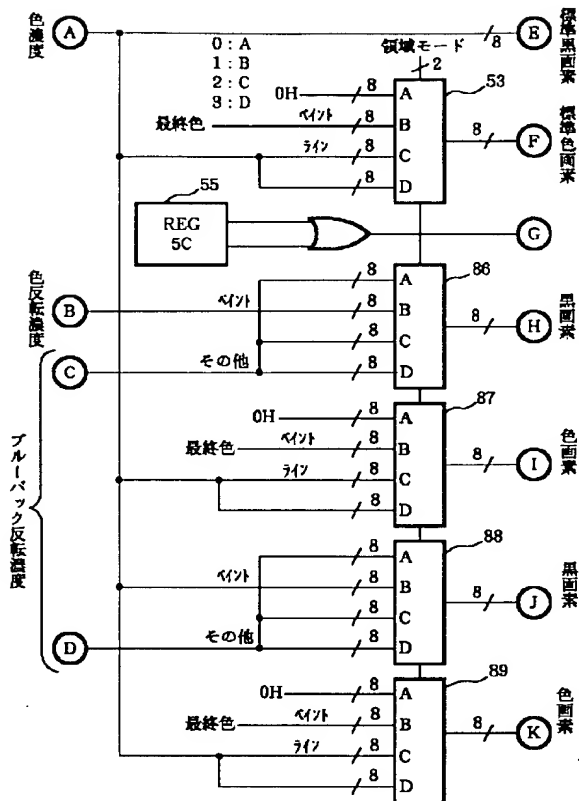 色濃度
A
0 : A
1 : B
2 : C
3 : D
領域モード
2
8
E
標準黒画素
53
0H
8
A
最終色
ペイント
8
B
ライン
8
C
8
D
8
F
標準色画素
55
REG
5C
G
86
色反転濃度
B
8
A
ペイント
8
B
8
C
C
その他
8
D
8
H
黒画素
ブルーバック反転濃度
87
0H
8
A
最終色
ペイント
8
B
ライン
8
C
8
D
8
I
色画素
88
8
A
ペイント
8
B
8
C
D
その他
8
D
8
J
黒画素
89
0H
8
A
最終色
ペイント
8
B
ライン
8
C
8
D
8
K
色画素